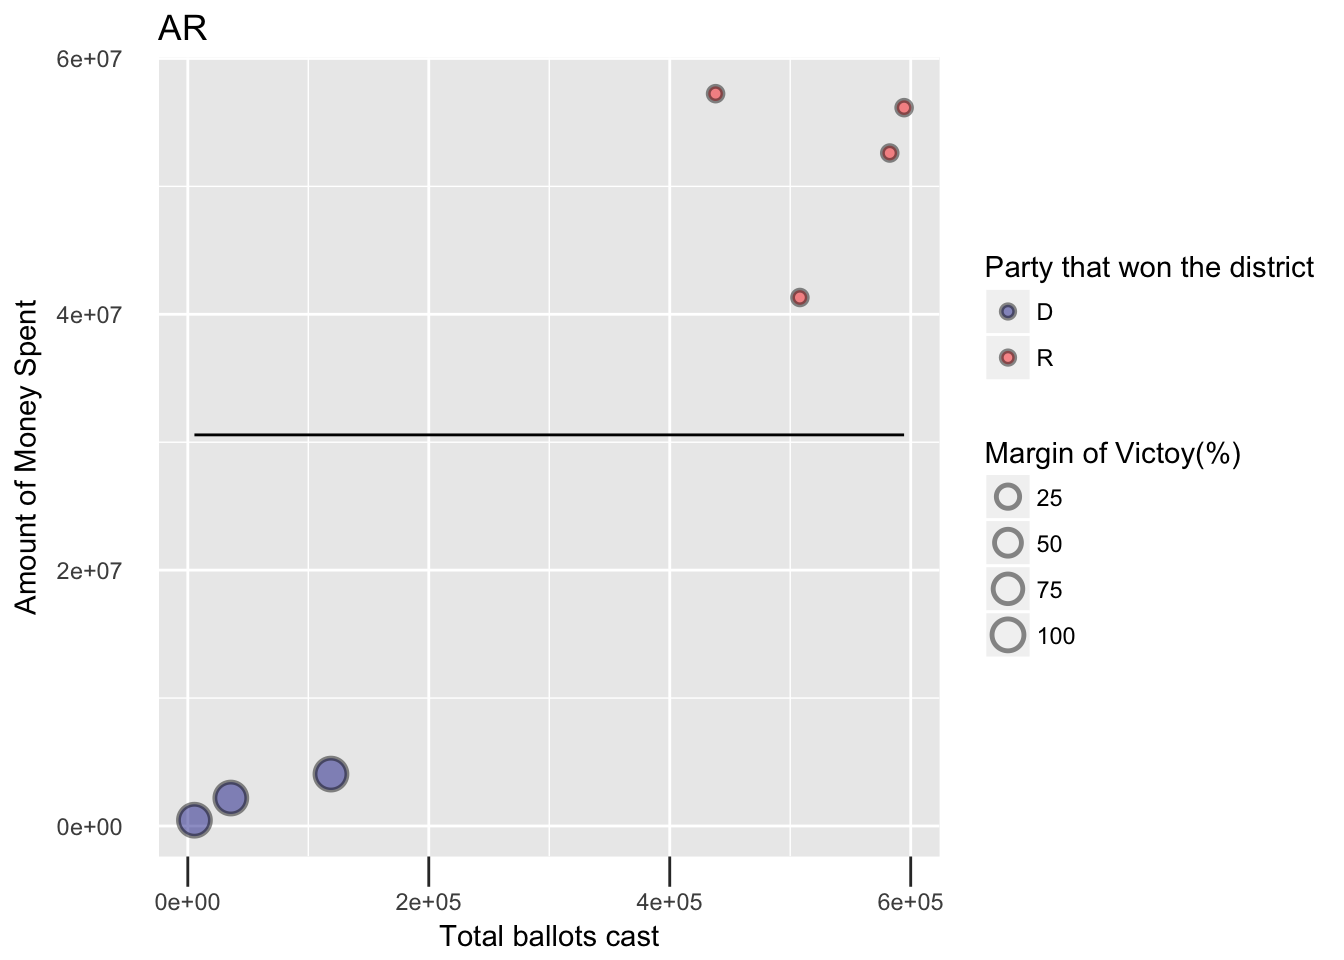 AR
6e+07
4e+07
2e+07
0e+00
Amount of Money Spent
0e+00 2e+05 4e+05 6e+05
Total ballots cast
Party that won the district
D
R
Margin of Victoy(%)
25
50
75
100